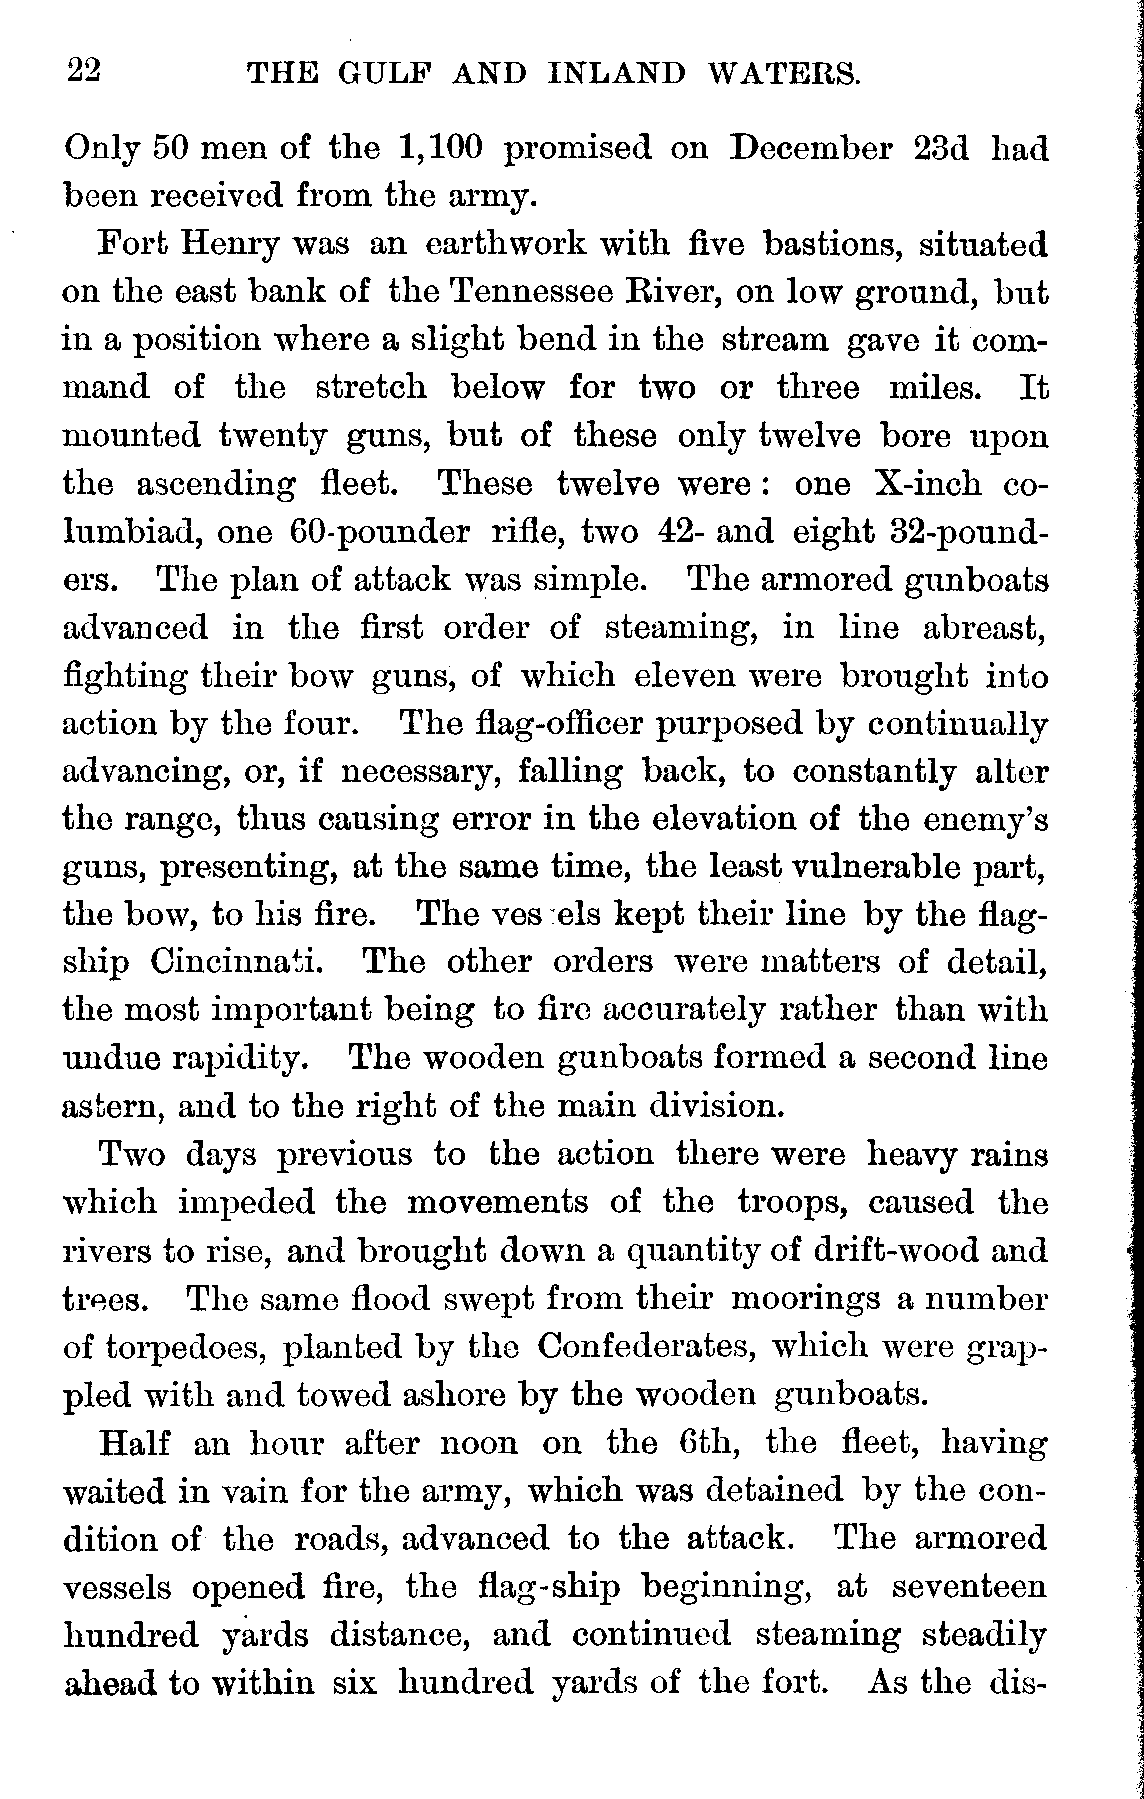 22 THE GULF AND INLAND WATERS.
Only 50 men of the 1,100 promised on December 23d had
been received from the army.
Fort Henry was an earthwork with five bastions, situated
on the east bank of the Tennessee River, on low ground, but
in a position where a slight bend in the stream gave it com-
mand of the stretch below for two or three miles. It
mounted twenty guns, but of these only twelve bore upon
the ascending fleet. These twelve were : one X-inch co-
lumbiad, one 60-pounder rifle, two 42- and eight 32-pound-
ers. The plan of attack was simple. The armored gunboats
advanced in the first order of steaming, in line abreast,
fighting their bow guns, of which eleven were brought into
action by the four. The flag-officer purposed by continually
advancing, or, if necessary, falling back, to constantly alter
the range, thus causing error in the elevation of the enemy's
guns, presenting, at the same time, the least vulnerable part,
the bow, to his fire. The vessels kept their line by the flag-
ship Cincinnati. The other orders were matters of detail,
the most important being to fire accurately rather than with
undue rapidity. The wooden gunboats formed a second line
astern, and to the right of the main division.
Two days previous to the action there were heavy rains
which impeded the movements of the troops, caused the
rivers to rise, and brought down a quantity of drift-wood and
trees. The same flood swept from their moorings a number
of torpedoes, planted by the Confederates, which were grap-
pled with and towed ashore by the wooden gunboats.
Half an hour after noon on the 6th, the fleet, having
waited in vain for the army, which was detained by the con-
dition of the roads, advanced to the attack. The armored
vessels opened fire, the flag-ship beginning, at seventeen
hundred yards distance, and continued steaming steadily
ahead to within six hundred yards of the fort. As the dis-